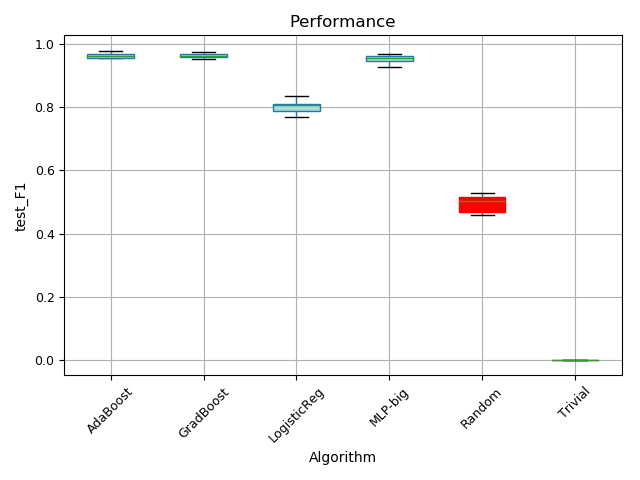 Performance
test_F1
1.0
0.8
0.6
0.4
0.2
0.0
AdaBoost
GradBoost
LogisticReg
MLP-big
Random
Trivial
Algorithm